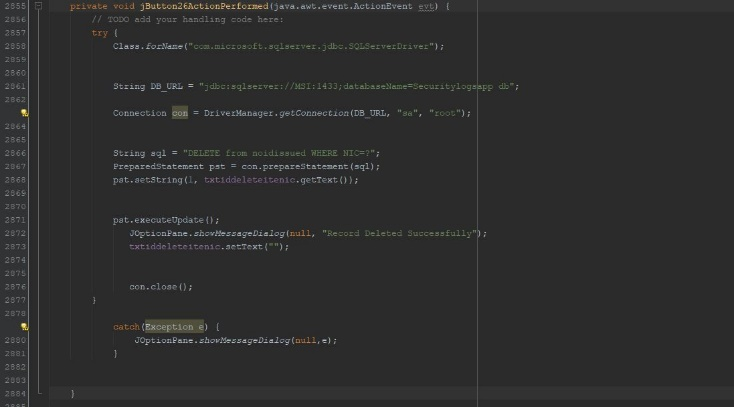 2855 private void jButton26ActionPerformed(java.awt.event.ActionEvent evt) {
2856 // TODO add your handling code here:
2857 try {
2858 Class.forName("com.microsoft.sqlserver.jdbc.SQLServerDriver");
2859
2860
2861 String DB_URL = "jdbc:sqlserver://MSI:1433;databaseName=Securitylogsapp db";
2862
Connection con = DriverManager.getConnection(DB_URL, "sa", "root");
2864
2865
2866 String sql = "DELETE from noidissued WHERE NIC=?";
2867 PreparedStatement pst = con.prepareStatement(sql);
2868 pst.setString(1, txtiddeleteitenic.getText());
2869
2870
2871 pst.executeUpdate();
2872 JOptionPane.showMessageDialog(null, "Record Deleted Successfully");
2873 txtiddeleteitenic.setText("");
2874
2875
2876 con.close();
2877 }
2878
catch(Exception e) {
2880 JOptionPane.showMessageDialog(null,e);
2881 }
2882
2883
2884 }
2885